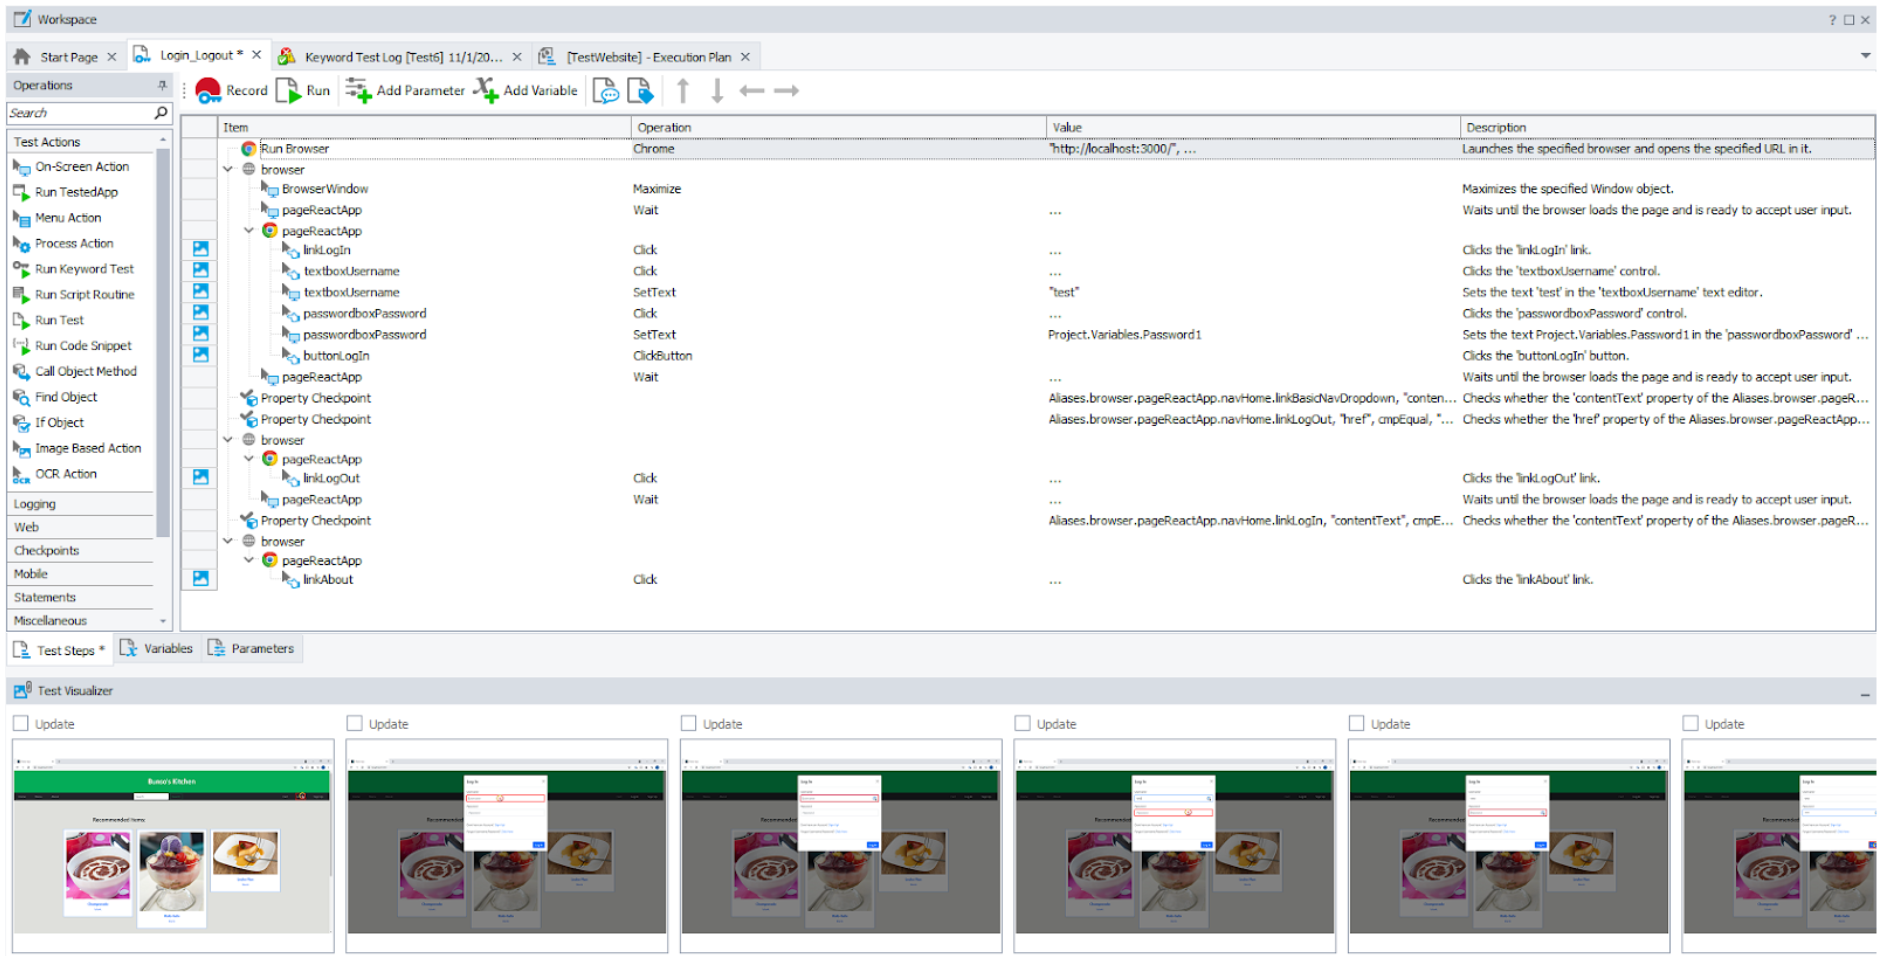 Workspace
? □ ×
Start Page ×
Login_Logout * ×
Keyword Test Log [Test6] 11/1/20... ×
[TestWebsite] - Execution Plan ×
Operations
Search
Test Actions
On-Screen Action
Run TestedApp
Menu Action
Process Action
Run Keyword Test
Run Script Routine
Run Test
Run Code Snippet
Call Object Method
Find Object
If Object
Image Based Action
OCR Action
Logging
Web
Checkpoints
Mobile
Statements
Miscellaneous
Record Run Add Parameter Add Variable
Item Operation Value Description
Run Browser Chrome "http://localhost:3000/", ... Launches the specified browser and opens the specified URL in it.
browser
BrowserWindow Maximize Maximizes the specified Window object.
pageReactApp Wait ... Waits until the browser loads the page and is ready to accept user input.
pageReactApp
linkLogIn Click ... Clicks the 'linkLogIn' link.
textboxUsername Click ... Clicks the 'textboxUsername' control.
textboxUsername SetText "test" Sets the text 'test' in the 'textboxUsername' text editor.
passwordboxPassword Click ... Clicks the 'passwordboxPassword' control.
passwordboxPassword SetText Project.Variables.Password1 Sets the text Project.Variables.Password1 in the 'passwordboxPassword' ...
buttonLogIn ClickButton Clicks the 'buttonLogIn' button.
pageReactApp Wait ... Waits until the browser loads the page and is ready to accept user input.
Property Checkpoint Aliases.browser.pageReactApp.navHome.linkBasicNavDropdown, "conten... Checks whether the 'contentText' property of the Aliases.browser.pageR...
Property Checkpoint Aliases.browser.pageReactApp.navHome.linkLogOut, "href", cmpEqual, "... Checks whether the 'href' property of the Aliases.browser.pageReactApp...
browser
pageReactApp
linkLogOut Click ... Clicks the 'linkLogOut' link.
pageReactApp Wait ... Waits until the browser loads the page and is ready to accept user input.
Property Checkpoint Aliases.browser.pageReactApp.navHome.linkLogIn, "contentText", cmpE... Checks whether the 'contentText' property of the Aliases.browser.pageR...
browser
pageReactApp
linkAbout Click ... Clicks the 'linkAbout' link.
Test Steps * Variables Parameters
Test Visualizer
Update Update Update Update Update Update
Recommended Items
Log In
Log In
Log In
Log In
Log In